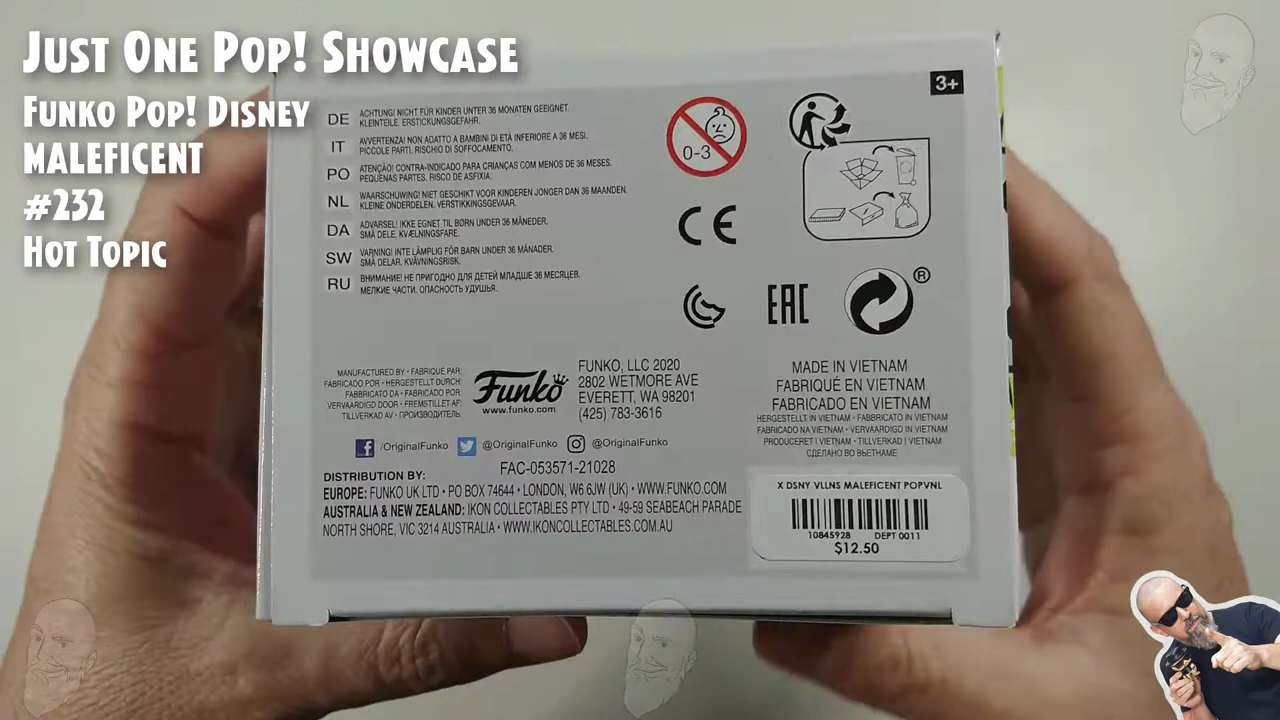 Just One Pop! Showcase
Funko Pop! Disney
MALEFICENT
#232
Hot Topic
3+
DE ACHTUNG! NICHT FÜR KINDER UNTER 36 MONATEN GEEIGNET.
KLEINTEILE. ERSTICKUNGSGEFAHR.
IT AVVERTENZA! NON ADATTO A BAMBINI DI ETÀ INFERIORE A 36 MESI.
PICCOLE PARTI. RISCHIO DI SOFFOCAMENTO.
PO ATENÇÃO! CONTRA-INDICADO PARA CRIANÇAS COM MENOS DE 36 MESES.
PEQUENAS PARTES. RISCO DE ASFIXIA.
NL WAARSCHUWING! NIET GESCHIKT VOOR KINDEREN JONGER DAN 36 MAANDEN.
KLEINE ONDERDELEN. VERSTIKKINGSGEVAAR.
DA ADVARSEL! IKKE EGNET TIL BØRN UNDER 36 MÅNEDER.
SMÅ DELE. KVÆLNINGSFARE.
SW VARNING! INTE LÄMPLIG FÖR BARN UNDER 36 MÅNADER.
SMÅ DELAR. KVÄVNINGSRISK.
RU ВНИМАНИЕ! НЕ ПРИГОДНО ДЛЯ ДЕТЕЙ МЛАДШЕ 36 МЕСЯЦЕВ.
МЕЛКИЕ ЧАСТИ. ОПАСНОСТЬ УДУШЬЯ.
0-3
CE
EAC
®
MANUFACTURED BY • FABRIQUÉ PAR:
FABRICADO POR • HERGESTELLT DURCH:
FABBRICATO DA • FABRICADO POR:
VERVAARDIGD DOOR • FREMSTILLET AF:
TILLVERKAD AV • ПРОИЗВОДИТЕЛЬ:
Funko
www.funko.com
FUNKO, LLC 2020
2802 WETMORE AVE
EVERETT, WA 98201
(425) 783-3616
MADE IN VIETNAM
FABRIQUÉ EN VIETNAM
FABRICADO EN VIETNAM
HERGESTELLT IN VIETNAM • FABBRICATO IN VIETNAM
FABRICADO NA VIETNAM • VERVAARDIGD IN VIETNAM
PRODUCERET I VIETNAM • TILLVERKAD I VIETNAM
СДЕЛАНО ВО ВЬЕТНАМЕ
/OriginalFunko @OriginalFunko @OriginalFunko
FAC-053571-21028
DISTRIBUTION BY:
EUROPE: FUNKO UK LTD • PO BOX 74644 • LONDON, W6 6JW (UK) • WWW.FUNKO.COM
AUSTRALIA & NEW ZEALAND: IKON COLLECTABLES PTY LTD • 49-59 SEABEACH PARADE
NORTH SHORE, VIC 3214 AUSTRALIA • WWW.IKONCOLLECTABLES.COM.AU
X DSNY VLLNS MALEFICENT POPVNL
10845928 DEPT 0011
$12.50